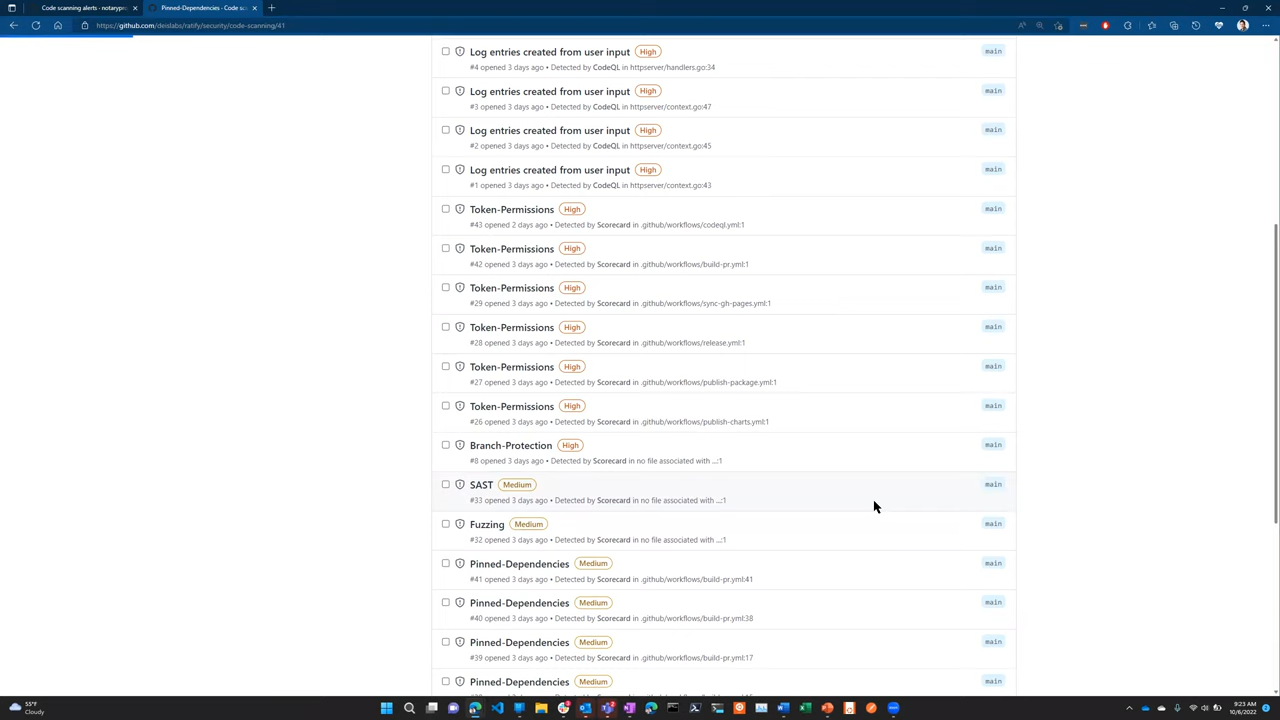 Code scanning alerts - notarypro
Pinned-Dependencies - Code sc
https://github.com/deislabs/ratify/security/code-scanning/41
Log entries created from user input High main
#4 opened 3 days ago • Detected by CodeQL in httpserver/handlers.go:34
Log entries created from user input High main
#3 opened 3 days ago • Detected by CodeQL in httpserver/context.go:47
Log entries created from user input High main
#2 opened 3 days ago • Detected by CodeQL in httpserver/context.go:45
Log entries created from user input High main
#1 opened 3 days ago • Detected by CodeQL in httpserver/context.go:43
Token-Permissions High main
#43 opened 2 days ago • Detected by Scorecard in .github/workflows/codeql.yml:1
Token-Permissions High main
#42 opened 3 days ago • Detected by Scorecard in .github/workflows/build-pr.yml:1
Token-Permissions High main
#29 opened 3 days ago • Detected by Scorecard in .github/workflows/sync-gh-pages.yml:1
Token-Permissions High main
#28 opened 3 days ago • Detected by Scorecard in .github/workflows/release.yml:1
Token-Permissions High main
#27 opened 3 days ago • Detected by Scorecard in .github/workflows/publish-package.yml:1
Token-Permissions High main
#26 opened 3 days ago • Detected by Scorecard in .github/workflows/publish-charts.yml:1
Branch-Protection High main
#8 opened 3 days ago • Detected by Scorecard in no file associated with ...:1
SAST Medium main
#33 opened 3 days ago • Detected by Scorecard in no file associated with ...:1
Fuzzing Medium main
#32 opened 3 days ago • Detected by Scorecard in no file associated with ...:1
Pinned-Dependencies Medium main
#41 opened 3 days ago • Detected by Scorecard in .github/workflows/build-pr.yml:41
Pinned-Dependencies Medium main
#40 opened 3 days ago • Detected by Scorecard in .github/workflows/build-pr.yml:38
Pinned-Dependencies Medium main
#39 opened 3 days ago • Detected by Scorecard in .github/workflows/build-pr.yml:17
Pinned-Dependencies Medium main
55°F
Cloudy
9:23 AM
10/6/2022